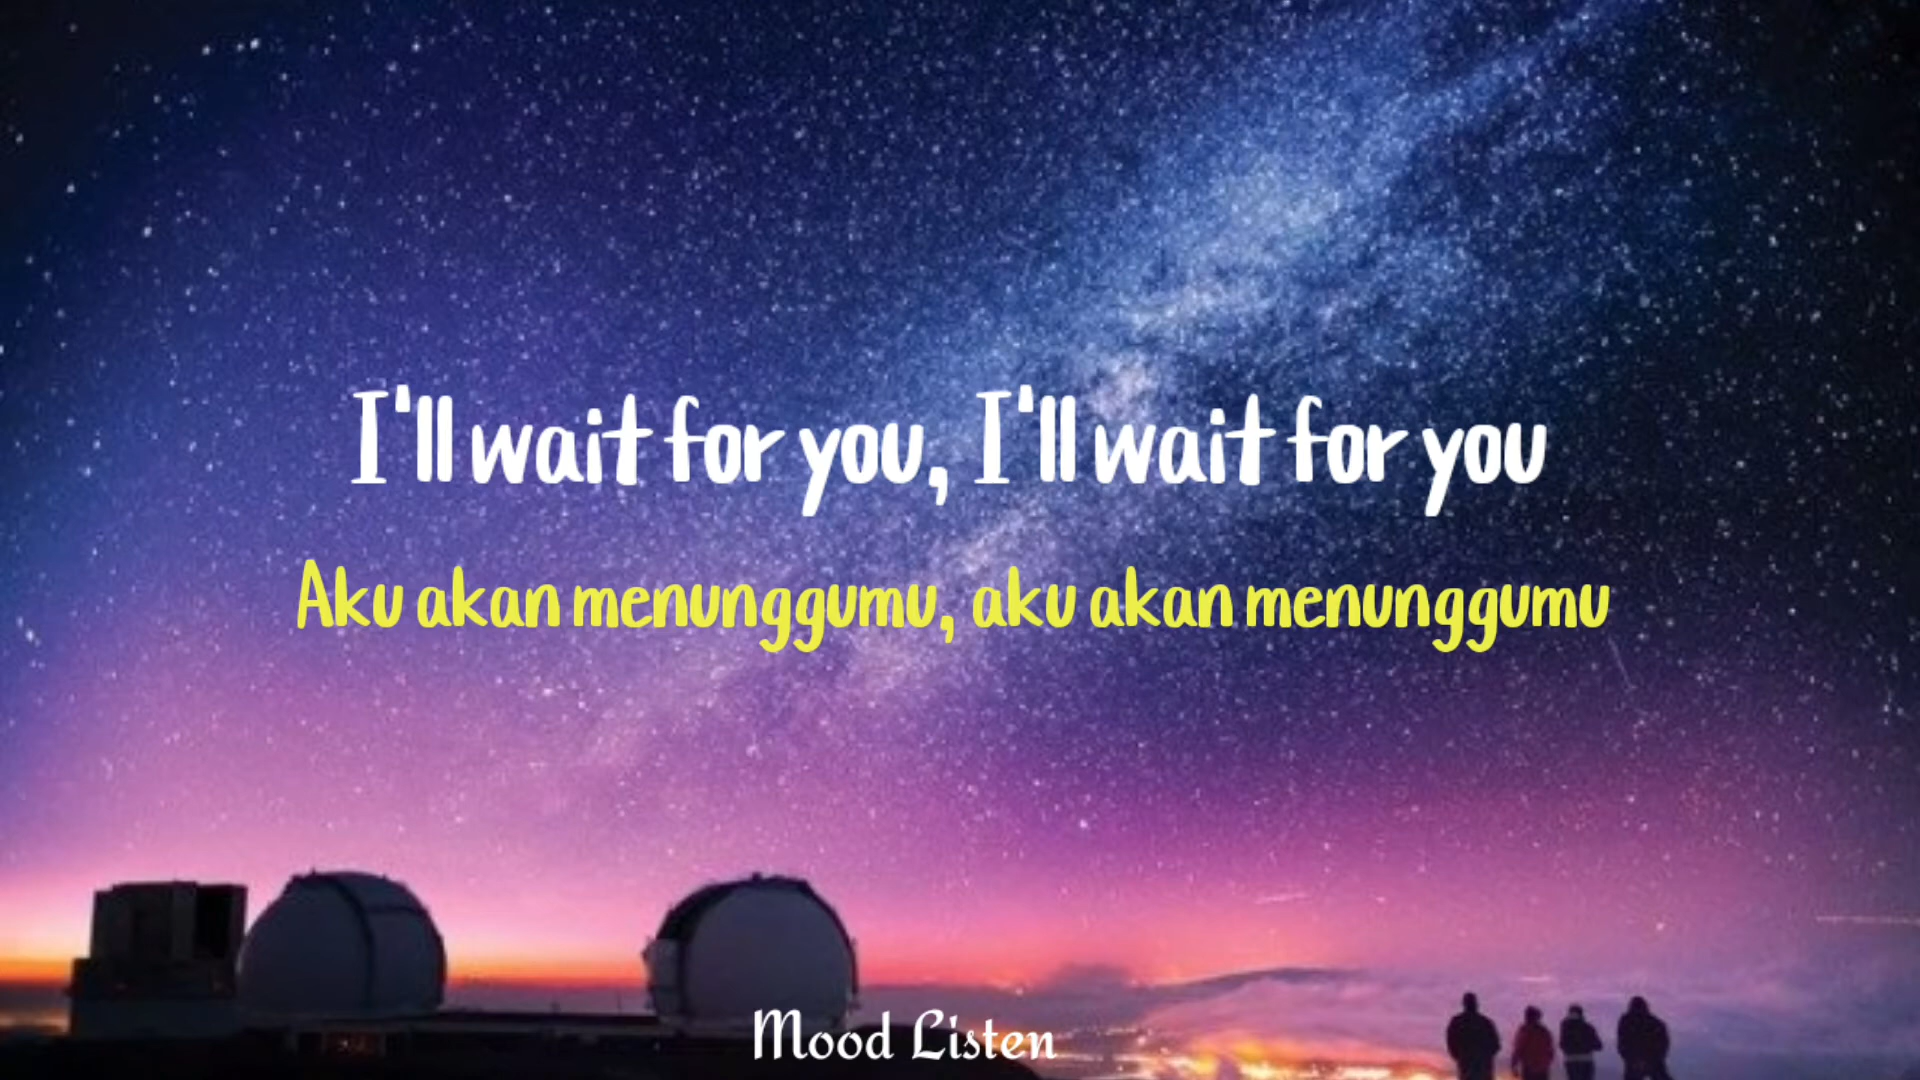 I'll wait for you, I'll wait for you
Aku akan menunggumu, aku akan menunggumu
Mood Listen